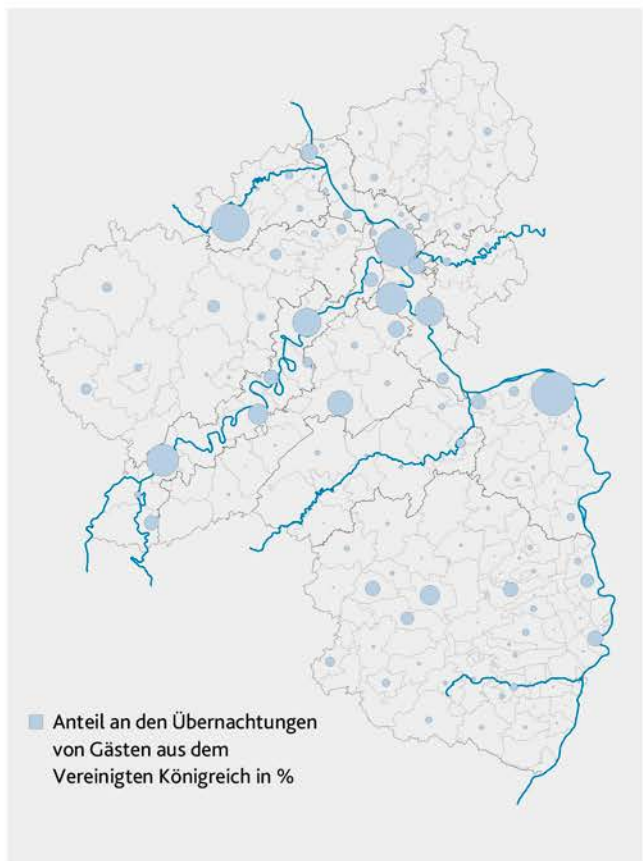 Anteil an den Übernachtungen
von Gästen aus dem
Vereinigten Königreich in %